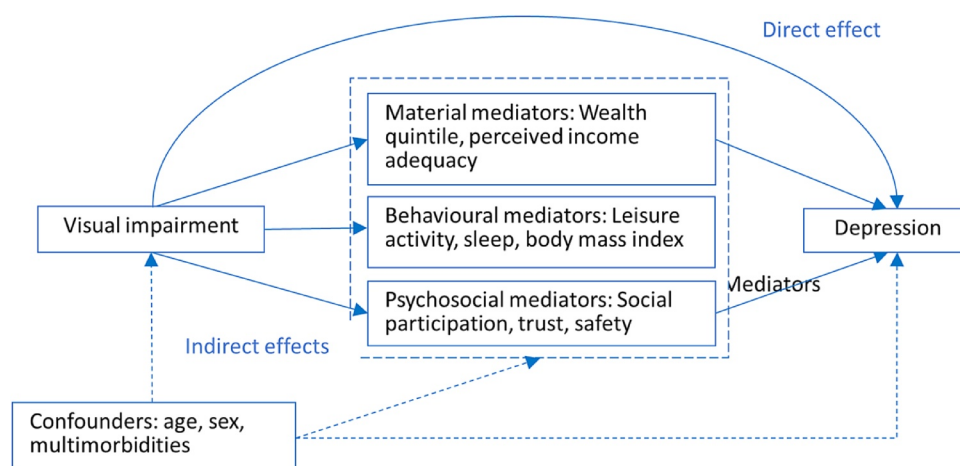 Direct effect
Material mediators: Wealth
quintile, perceived income
adequacy
Visual impairment
Behavioural mediators: Leisure
activity, sleep, body mass index
Depression
Psychosocial mediators: Social
participation, trust, safety
Mediators
Indirect effects
Confounders: age, sex,
multimorbidities